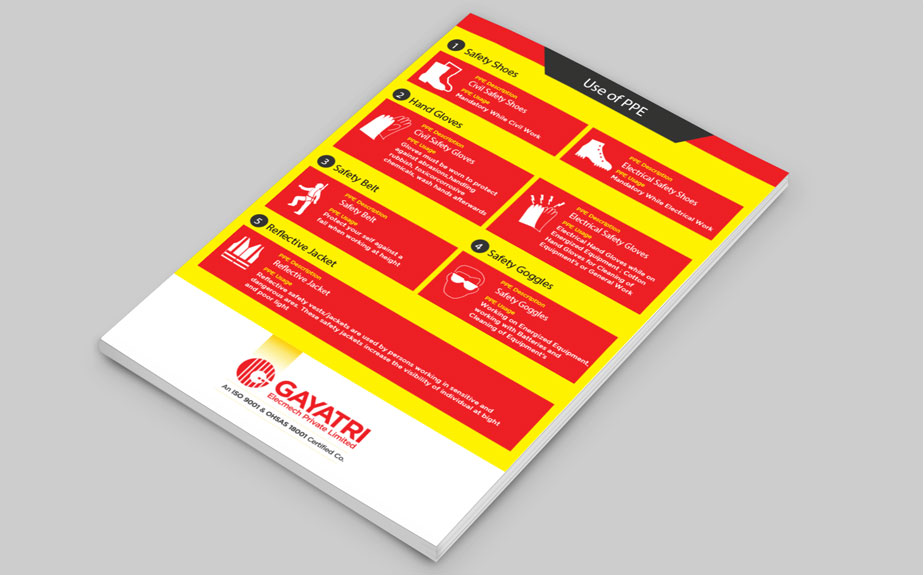 Use of PPE
1 Safety Shoes
PPE Description
Civil Safety Shoes
PPE Usage
Mandatory While Civil Work
PPE Description
Electrical Safety Shoes
PPE Usage
Mandatory While Electrical Work
2 Hand Gloves
PPE Description
Civil Safety Gloves
PPE Usage
Gloves must be worn to protect
against abrasions,handling
rubbish, toxicorcorrosive
chemicals, wash hands afterwards
PPE Description
Electrical Safety Gloves
PPE Usage
Electrical Hand Gloves while on
Energized Equipment , Cotton
Hand Gloves for Cleaning of
Equipment's or General Work
3 Safety Belt
PPE Description
Safety Belt
PPE Usage
Protect your self against a
fall when working at height
4 Safety Goggles
PPE Description
Safety Goggles
PPE Usage
Working on Energized Equipment
working with Batteries and
Cleaning of Equipment's
5 Reflective Jacket
PPE Description
Reflective Jacket
PPE Usage
Reflective safety vests/jackets are used by persons working in sensitive and
dangerous ares. These safety jackets increase the visibility of individual at bight
and poor light
GAYATRI
Elecmech Private Limited
An ISO 9001 & OHSAS 18001 Certified Co.